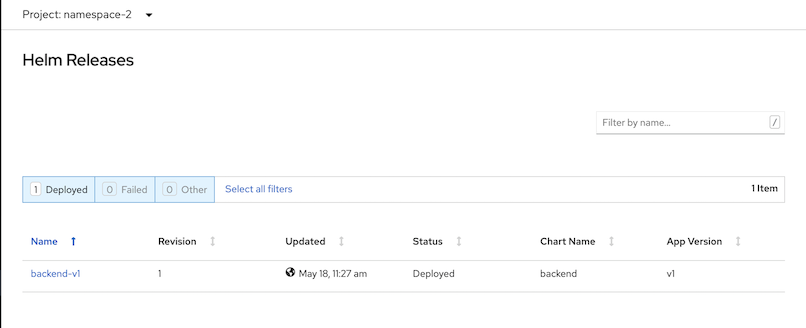 Project: namespace-2
Helm Releases
Filter by name...
/
1 Deployed 0 Failed 0 Other Select all filters 1 Item
Name Revision Updated Status Chart Name App Version
backend-v1 1 May 18, 11:27 am Deployed backend v1